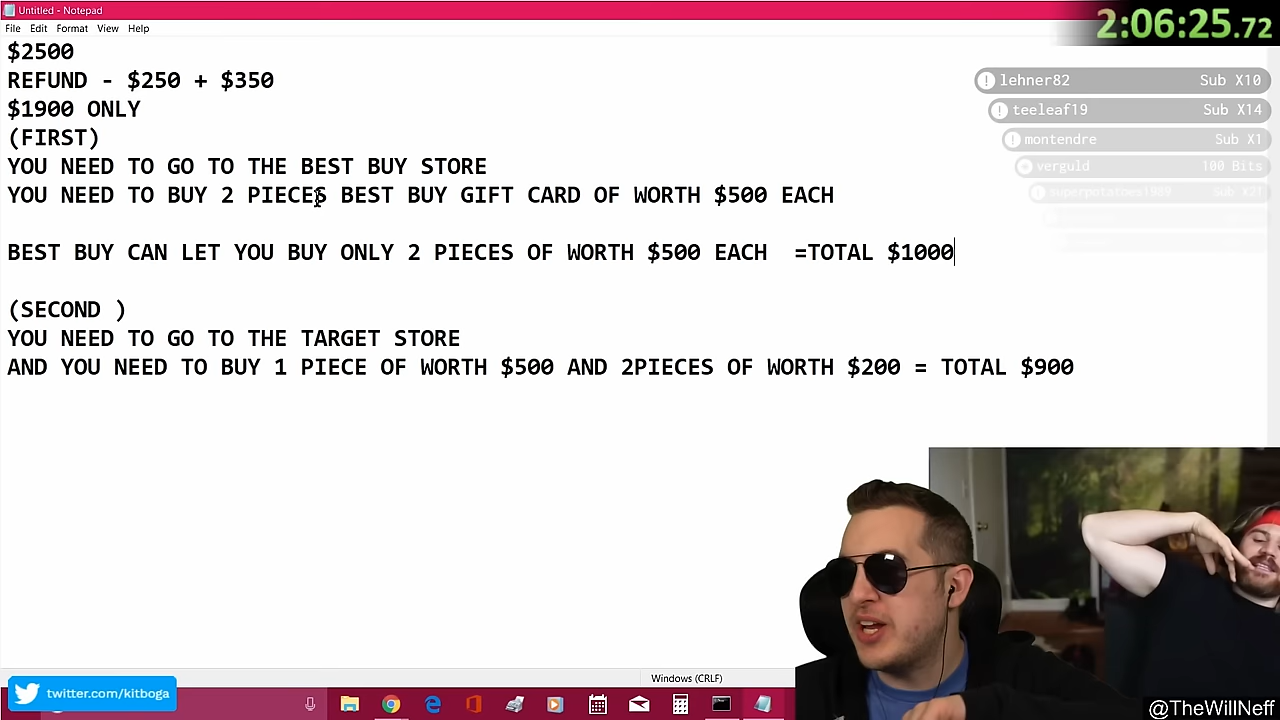 Untitled - Notepad
2:06:25.72
File Edit Format View Help
$2500
REFUND - $250 + $350
$1900 ONLY
(FIRST)
YOU NEED TO GO TO THE BEST BUY STORE
YOU NEED TO BUY 2 PIECES BEST BUY GIFT CARD OF WORTH $500 EACH
BEST BUY CAN LET YOU BUY ONLY 2 PIECES OF WORTH $500 EACH =TOTAL $1000
(SECOND )
YOU NEED TO GO TO THE TARGET STORE
AND YOU NEED TO BUY 1 PIECE OF WORTH $500 AND 2PIECES OF WORTH $200 = TOTAL $900
lehner82 Sub X10
teeleaf19 Sub X14
montendre Sub X1
verguld 100 Bits
superpotatoes1989 Sub X21
Windows (CRLF)
twitter.com/kitboga
@TheWillNeff